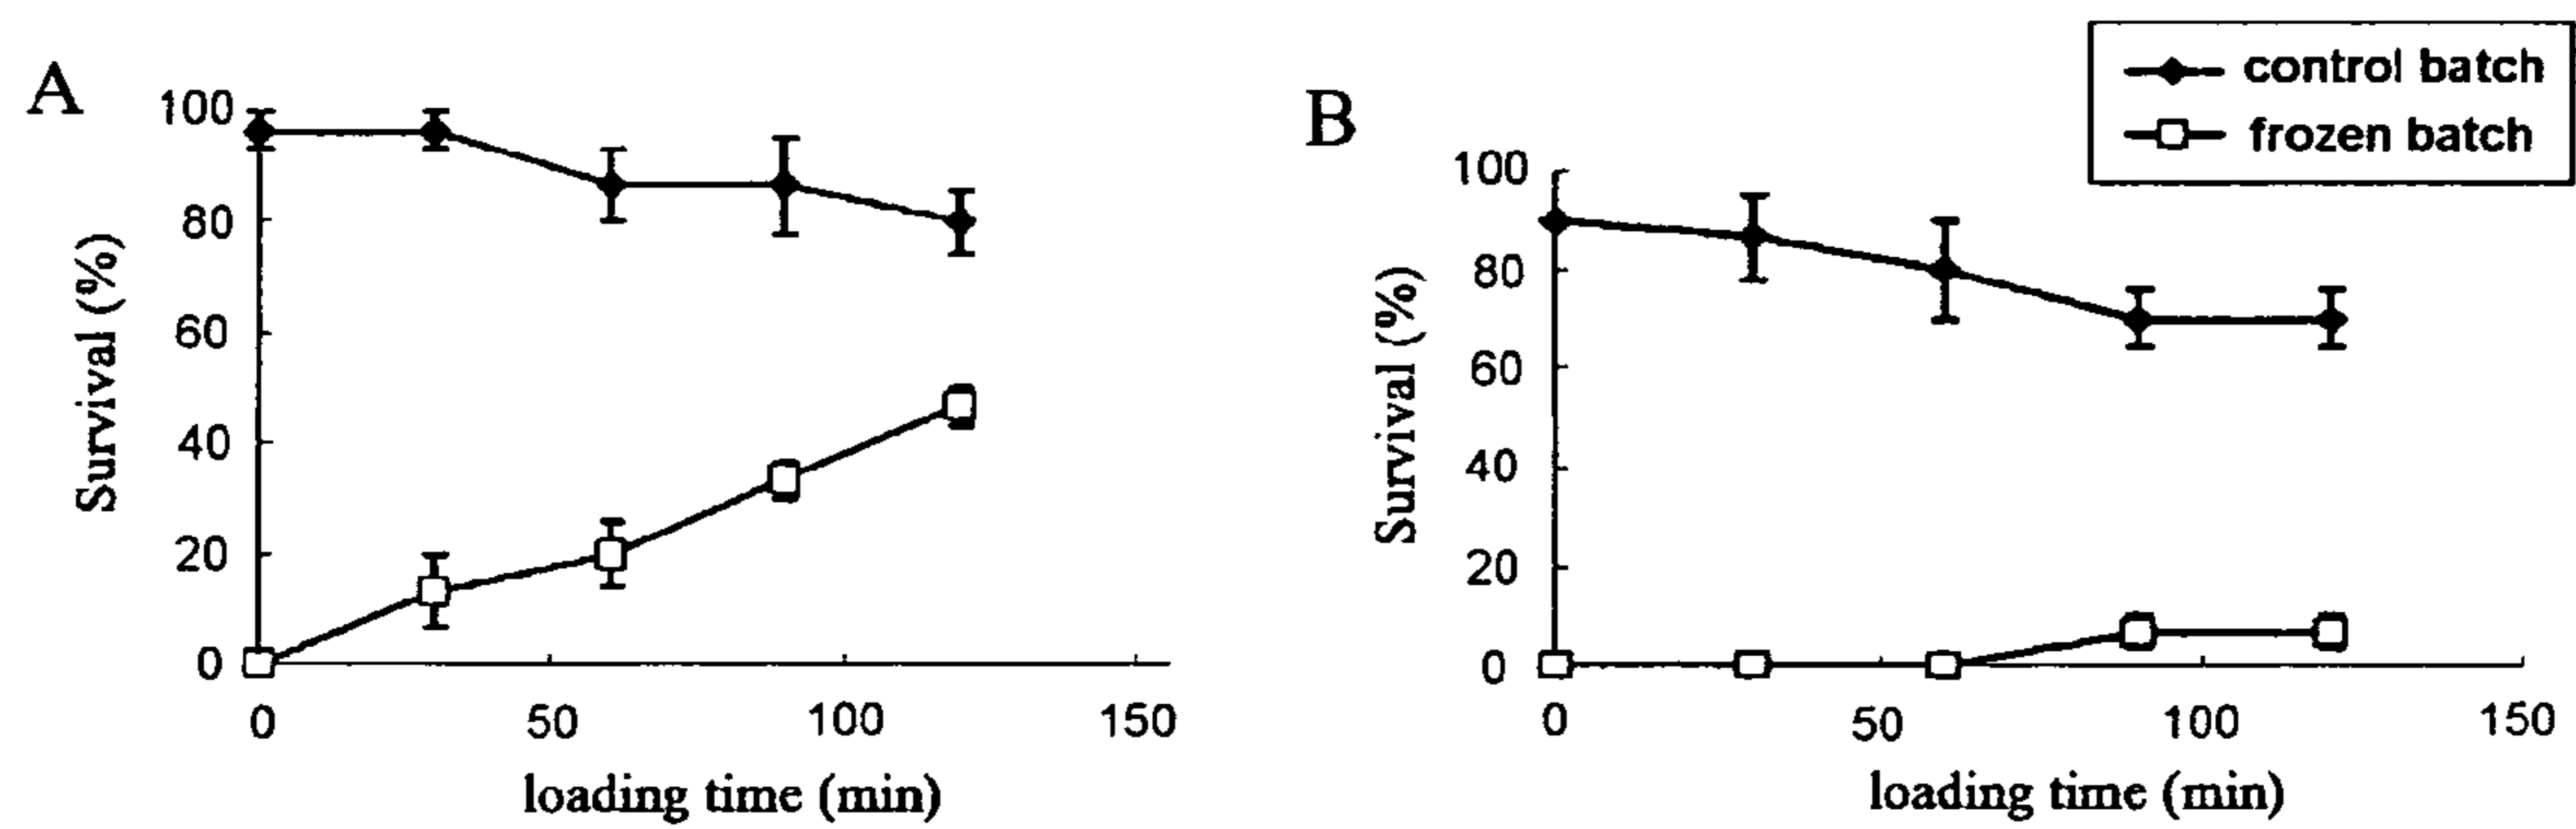 A
100
80
60
40
20
0
Survival (%)
0 50 100 150
loading time (min)
B
100
80
60
40
20
0
Survival (%)
0 50 100 150
loading time (min)
control batch
frozen batch